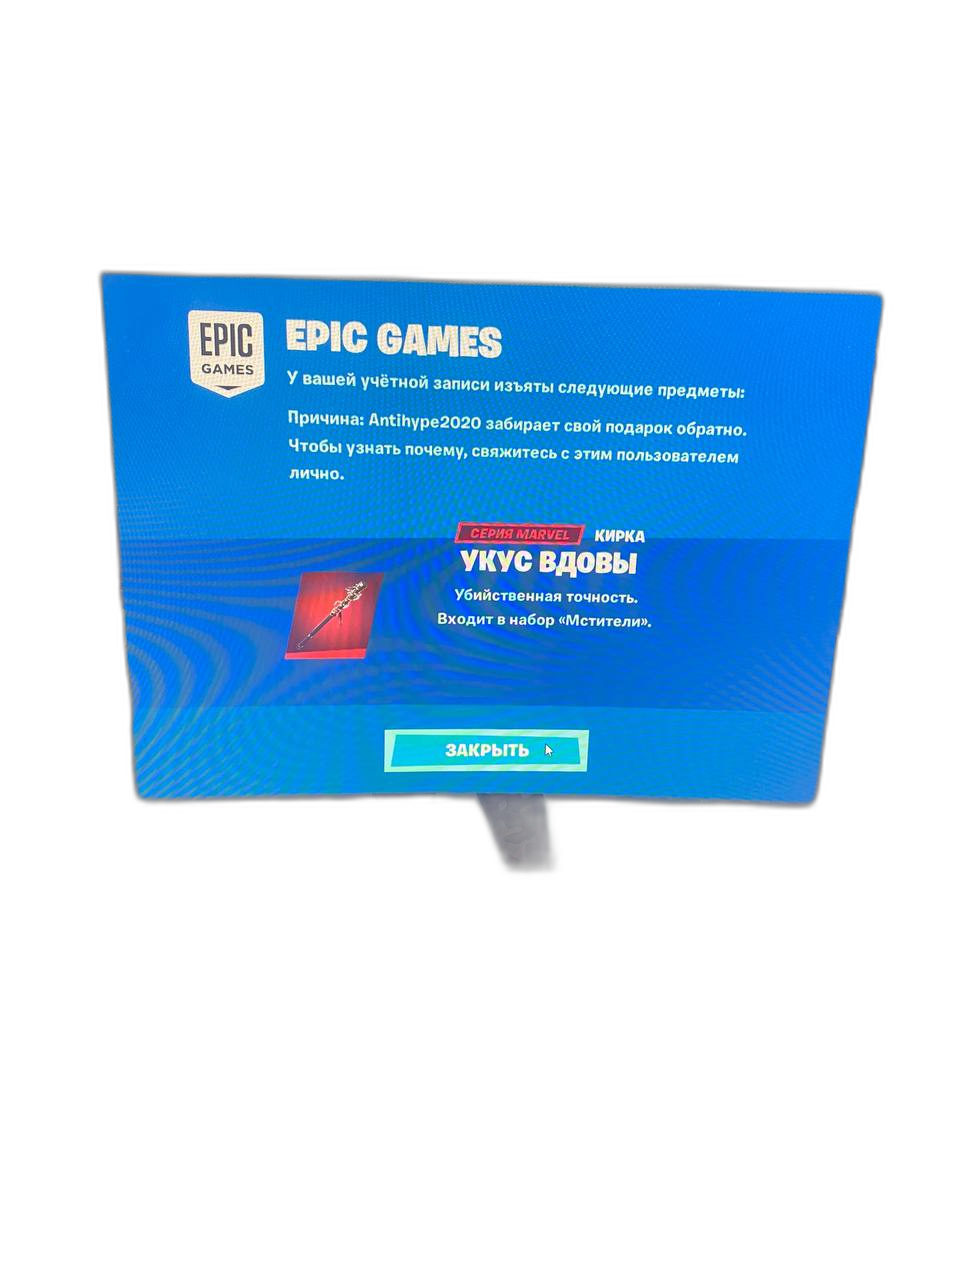 EPIC
GAMES
EPIC GAMES
У вашей учётной записи изъяты следующие предметы:
Причина: Antihype2020 забирает свой подарок обратно.
Чтобы узнать почему, свяжитесь с этим пользователем
лично.
СЕРИЯ MARVEL КИРКА
УКУС ВДОВЫ
Убийственная точность.
Входит в набор «Мстители».
ЗАКРЫТЬ